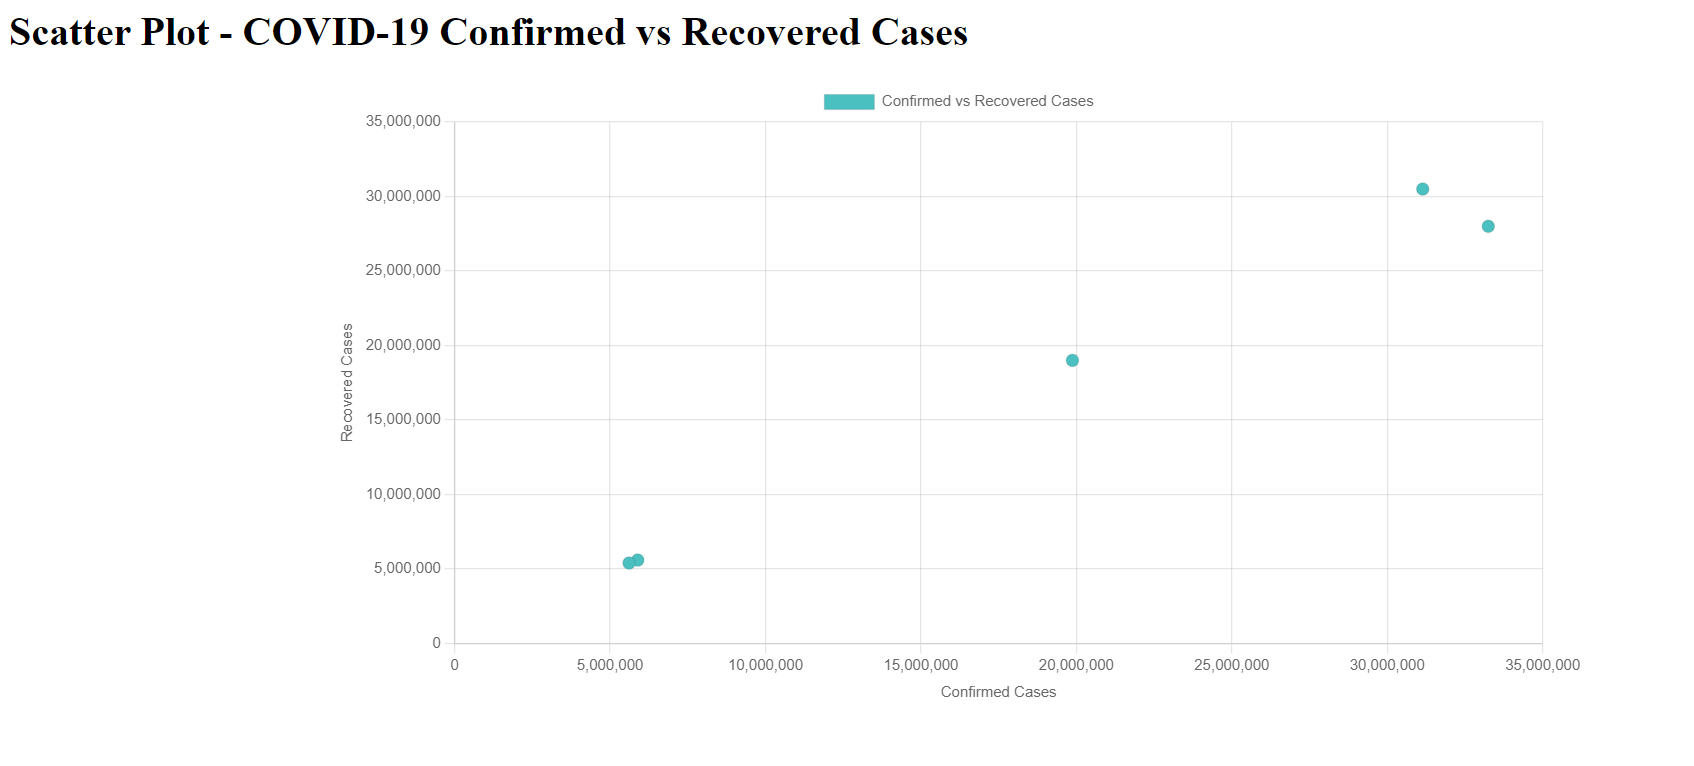 Scatter Plot - COVID-19 Confirmed vs Recovered Cases
Confirmed vs Recovered Cases
35,000,000
30,000,000
25,000,000
20,000,000
15,000,000
10,000,000
5,000,000
0
Recovered Cases
0 5,000,000 10,000,000 15,000,000 20,000,000 25,000,000 30,000,000 35,000,000
Confirmed Cases